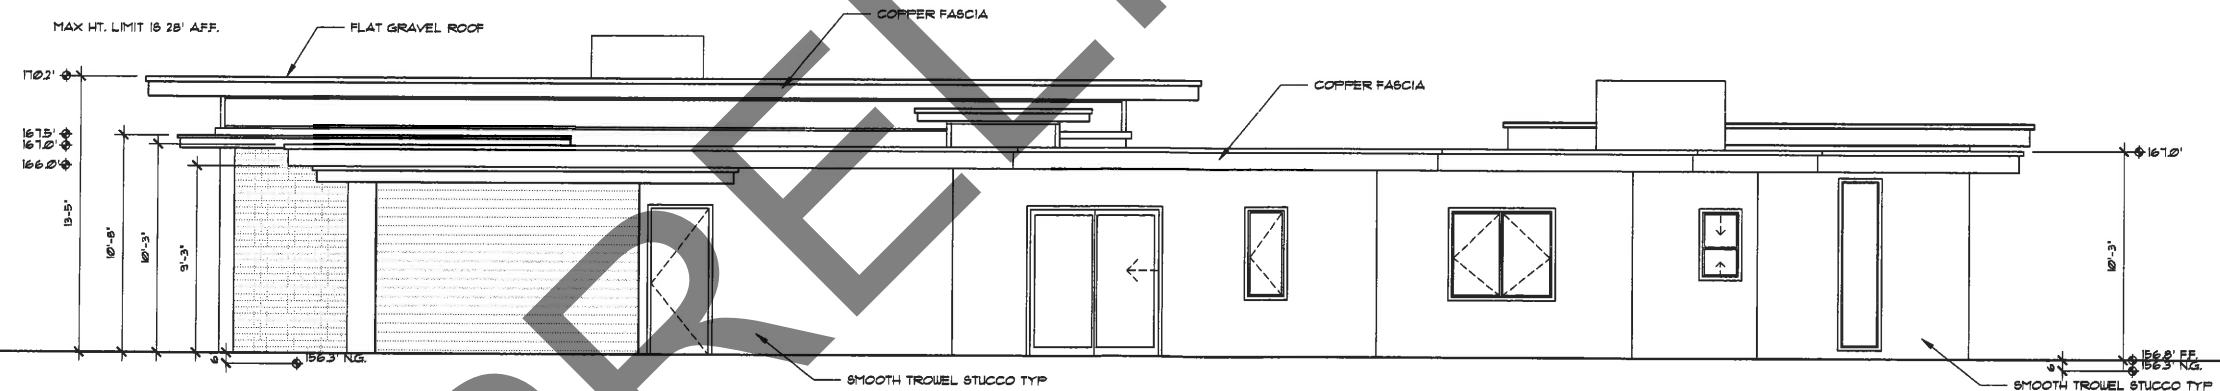 MAX HT. LIMIT IS 28' A.F.F.
FLAT GRAVEL ROOF
COPPER FASCIA
COPPER FASCIA
170.2'
167.5'
167.0'
166.0'
167.0'
13'-5"
10'-8"
10'-3"
9'-3"
10'-3"
6
156.3' N.G.
SMOOTH TROWEL STUCCO TYP
156.8' F.F.
156.3' N.G.
6
SMOOTH TROWEL STUCCO TYP